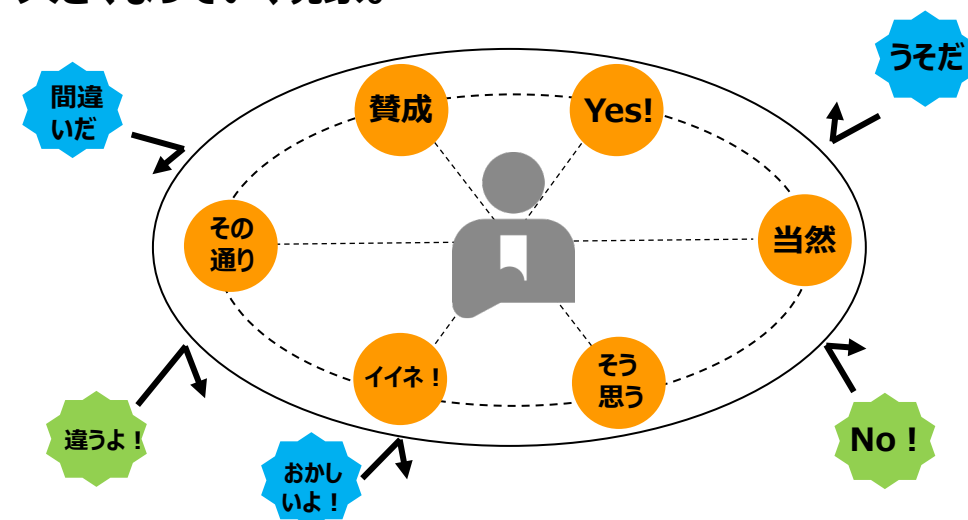 うそだ
間違
いだ
賛成
Yes!
その
通り
当然
イイネ！
そう
思う
違うよ！
No！
おかし
いよ！